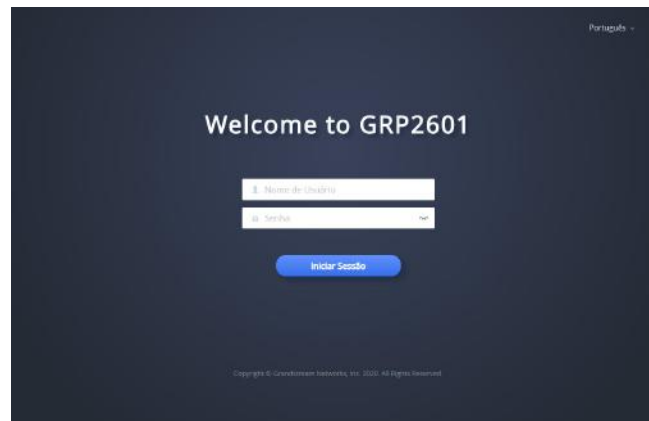 Português
Welcome to GRP2601
Nome de Usuário
Senha
Iniciar Sessão
Copyright © Grandstream Networks, Inc. 2020. All Rights Reserved.